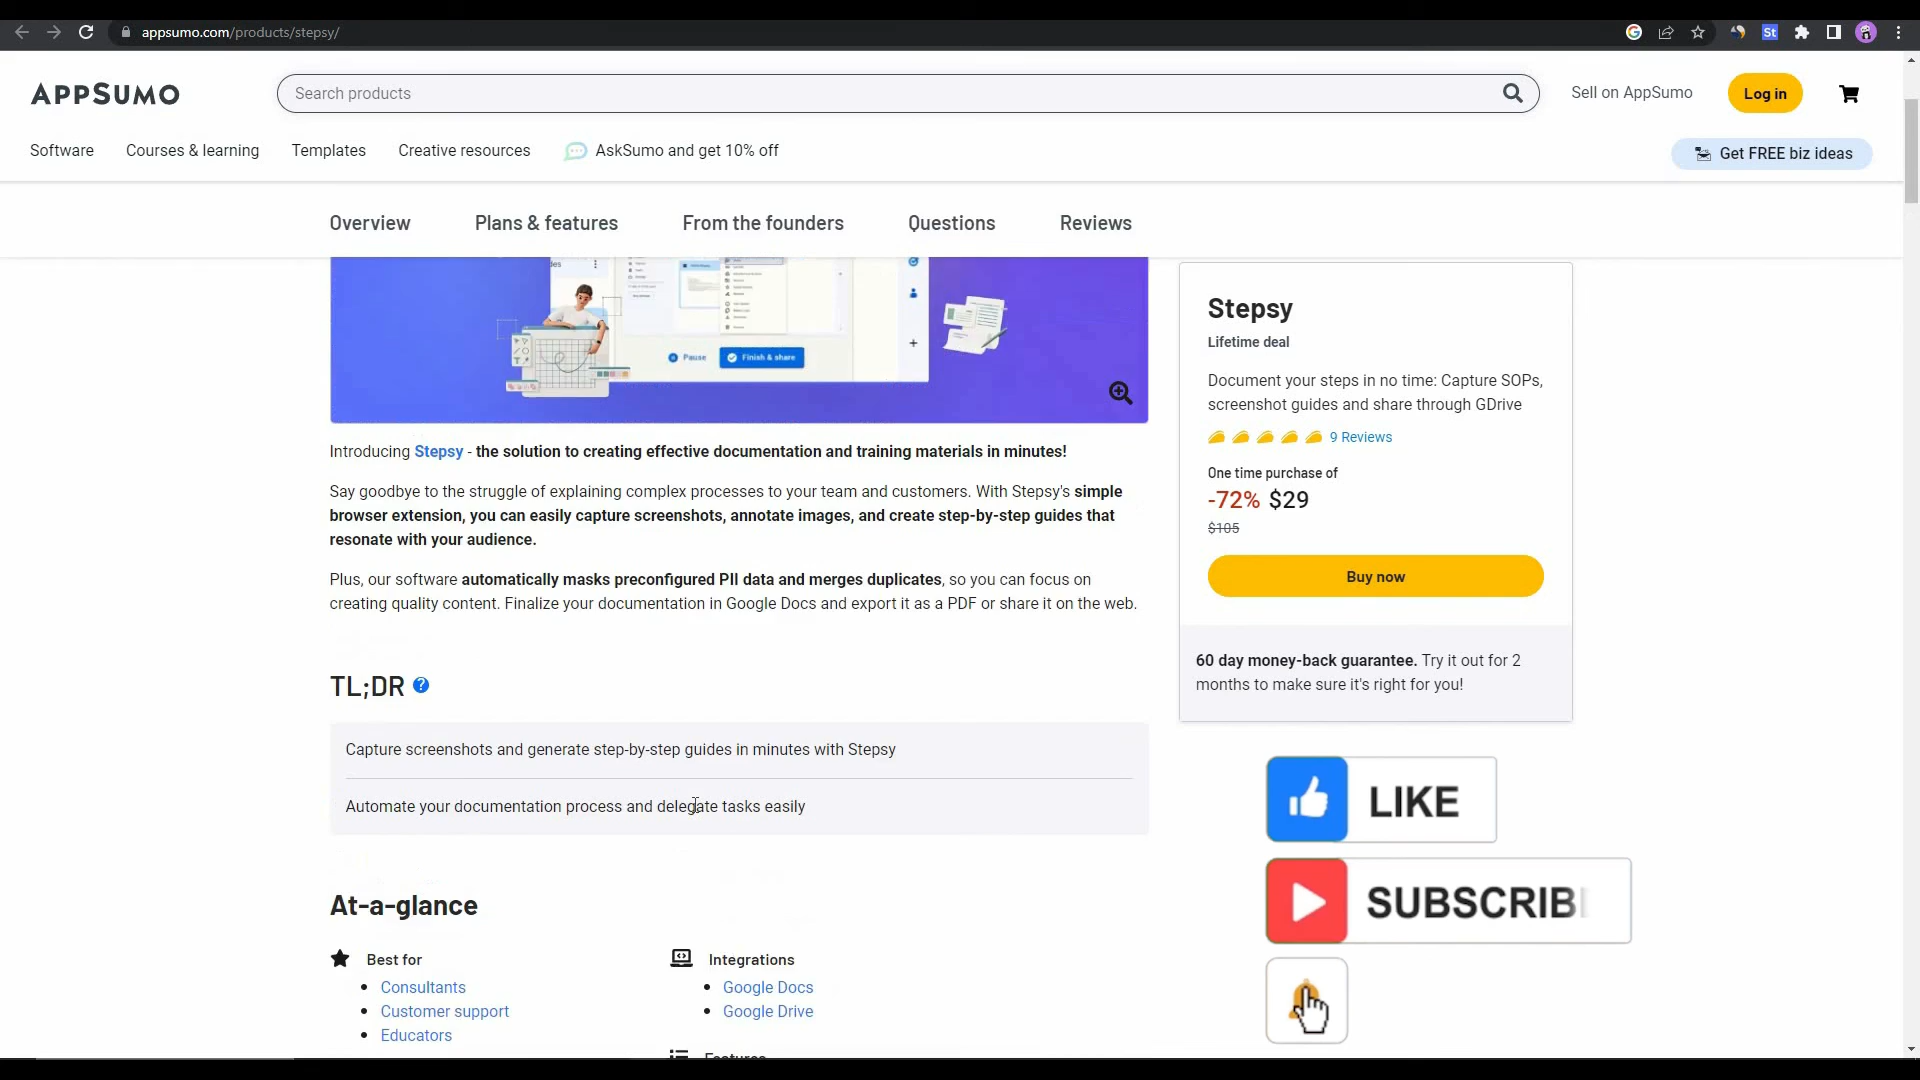 appsumo.com/products/stepsy/
St
APPSUMO
Search products
Sell on AppSumo
Log in
Software
Courses & learning
Templates
Creative resources
AskSumo and get 10% off
Get FREE biz ideas
Overview
Plans & features
From the founders
Questions
Reviews
Pause
Finish & share
Introducing Stepsy - the solution to creating effective documentation and training materials in minutes!
Say goodbye to the struggle of explaining complex processes to your team and customers. With Stepsy's simple
browser extension, you can easily capture screenshots, annotate images, and create step-by-step guides that
resonate with your audience.
Plus, our software automatically masks preconfigured PII data and merges duplicates, so you can focus on
creating quality content. Finalize your documentation in Google Docs and export it as a PDF or share it on the web.
TL;DR ?
Capture screenshots and generate step-by-step guides in minutes with Stepsy
Automate your documentation process and delegate tasks easily
At-a-glance
Best for
Consultants
Customer support
Educators
Integrations
Google Docs
Google Drive
Features
Stepsy
Lifetime deal
Document your steps in no time: Capture SOPs,
screenshot guides and share through GDrive
9 Reviews
One time purchase of
-72% $29
$105
Buy now
60 day money-back guarantee. Try it out for 2
months to make sure it's right for you!
LIKE
SUBSCRIB